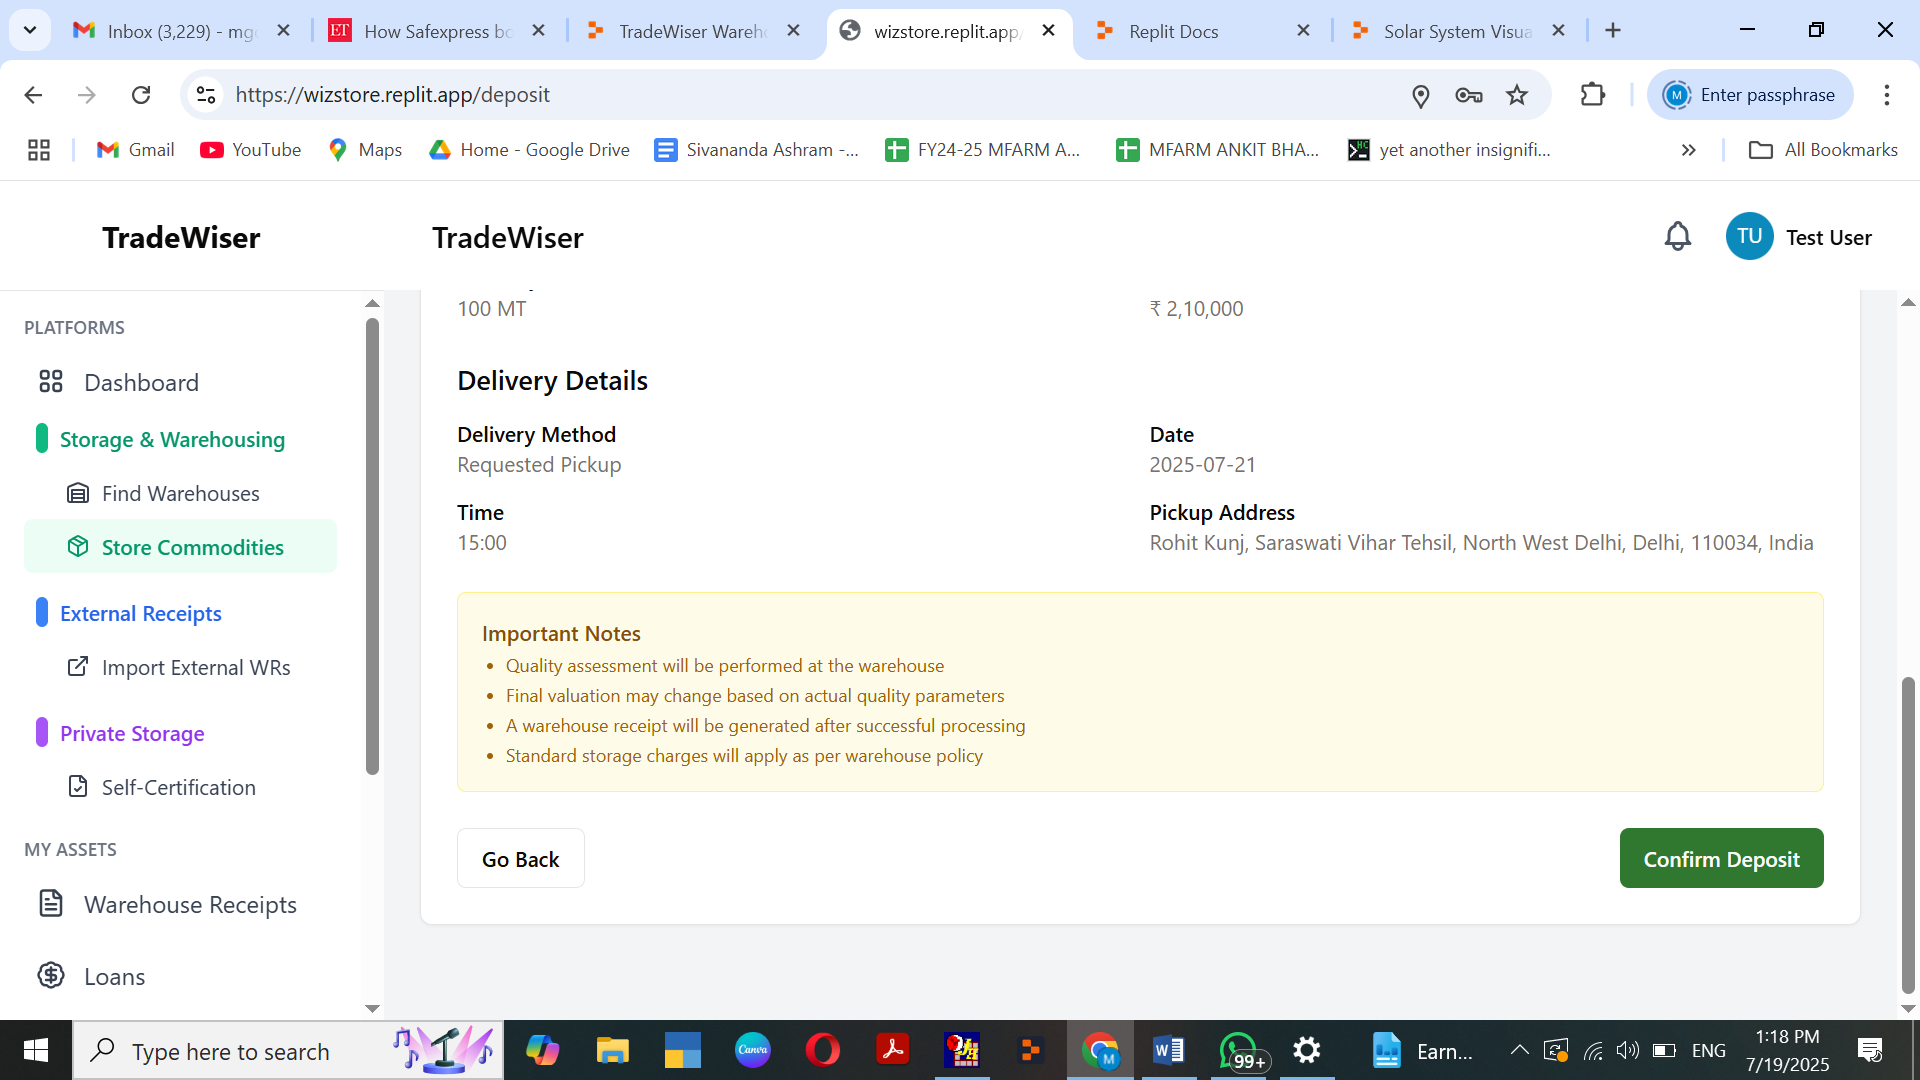 Inbox (3,229) - mg
How Safexpress bo
TradeWiser Wareh
wizstore.replit.app/
Replit Docs
Solar System Visua
https://wizstore.replit.app/deposit
M
Enter passphrase
Gmail
YouTube
Maps
Home - Google Drive
Sivananda Ashram -...
FY24-25 MFARM A...
MFARM ANKIT BHA...
yet another insignifi...
All Bookmarks
TradeWiser
TradeWiser
TU
Test User
PLATFORMS
Dashboard
Storage & Warehousing
Find Warehouses
Store Commodities
External Receipts
Import External WRs
Private Storage
Self-Certification
MY ASSETS
Warehouse Receipts
Loans
100 MT
₹ 2,10,000
Delivery Details
Delivery Method
Requested Pickup
Date
2025-07-21
Time
15:00
Pickup Address
Rohit Kunj, Saraswati Vihar Tehsil, North West Delhi, Delhi, 110034, India
Important Notes
Quality assessment will be performed at the warehouse
Final valuation may change based on actual quality parameters
A warehouse receipt will be generated after successful processing
Standard storage charges will apply as per warehouse policy
Go Back
Confirm Deposit
Type here to search
Canva
99+
Earn...
ENG
1:18 PM
7/19/2025